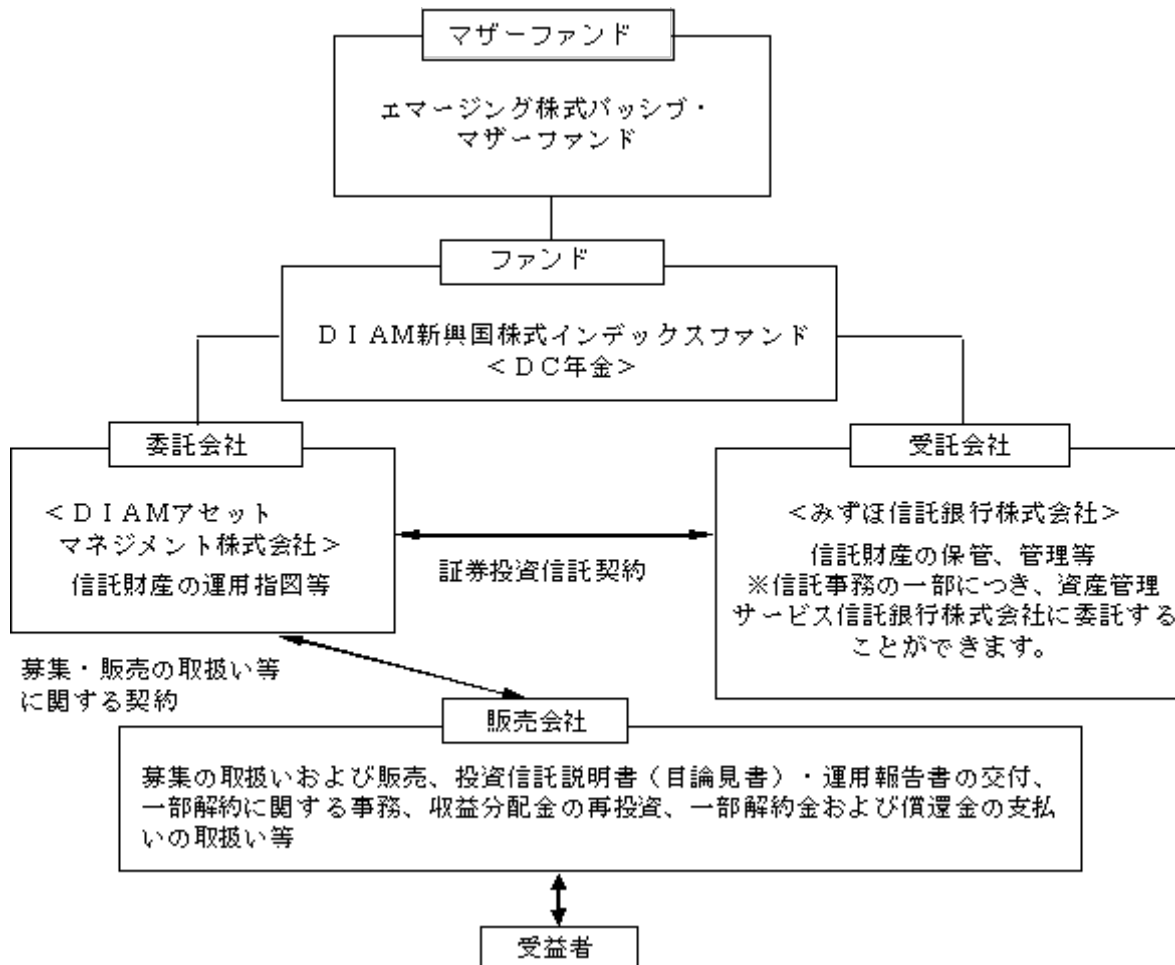 マザーファンド
エマージング株式パッシブ・
マザーファンド
ファンド
ＤＩＡＭ新興国株式インデックスファンド
＜ＤＣ年金＞
委託会社
＜ＤＩＡＭアセット
マネジメント株式会社＞
信託財産の運用指図等
証券投資信託契約
受託会社
＜みずほ信託銀行株式会社＞
信託財産の保管、管理等
※信託事務の一部につき、資産管理
サービス信託銀行株式会社に委託する
ことができます。
募集・販売の取扱い等
に関する契約
販売会社
募集の取扱いおよび販売、投資信託説明書（目論見書）・運用報告書の交付、
一部解約に関する事務、収益分配金の再投資、一部解約金および償還金の支払
いの取扱い等
受益者